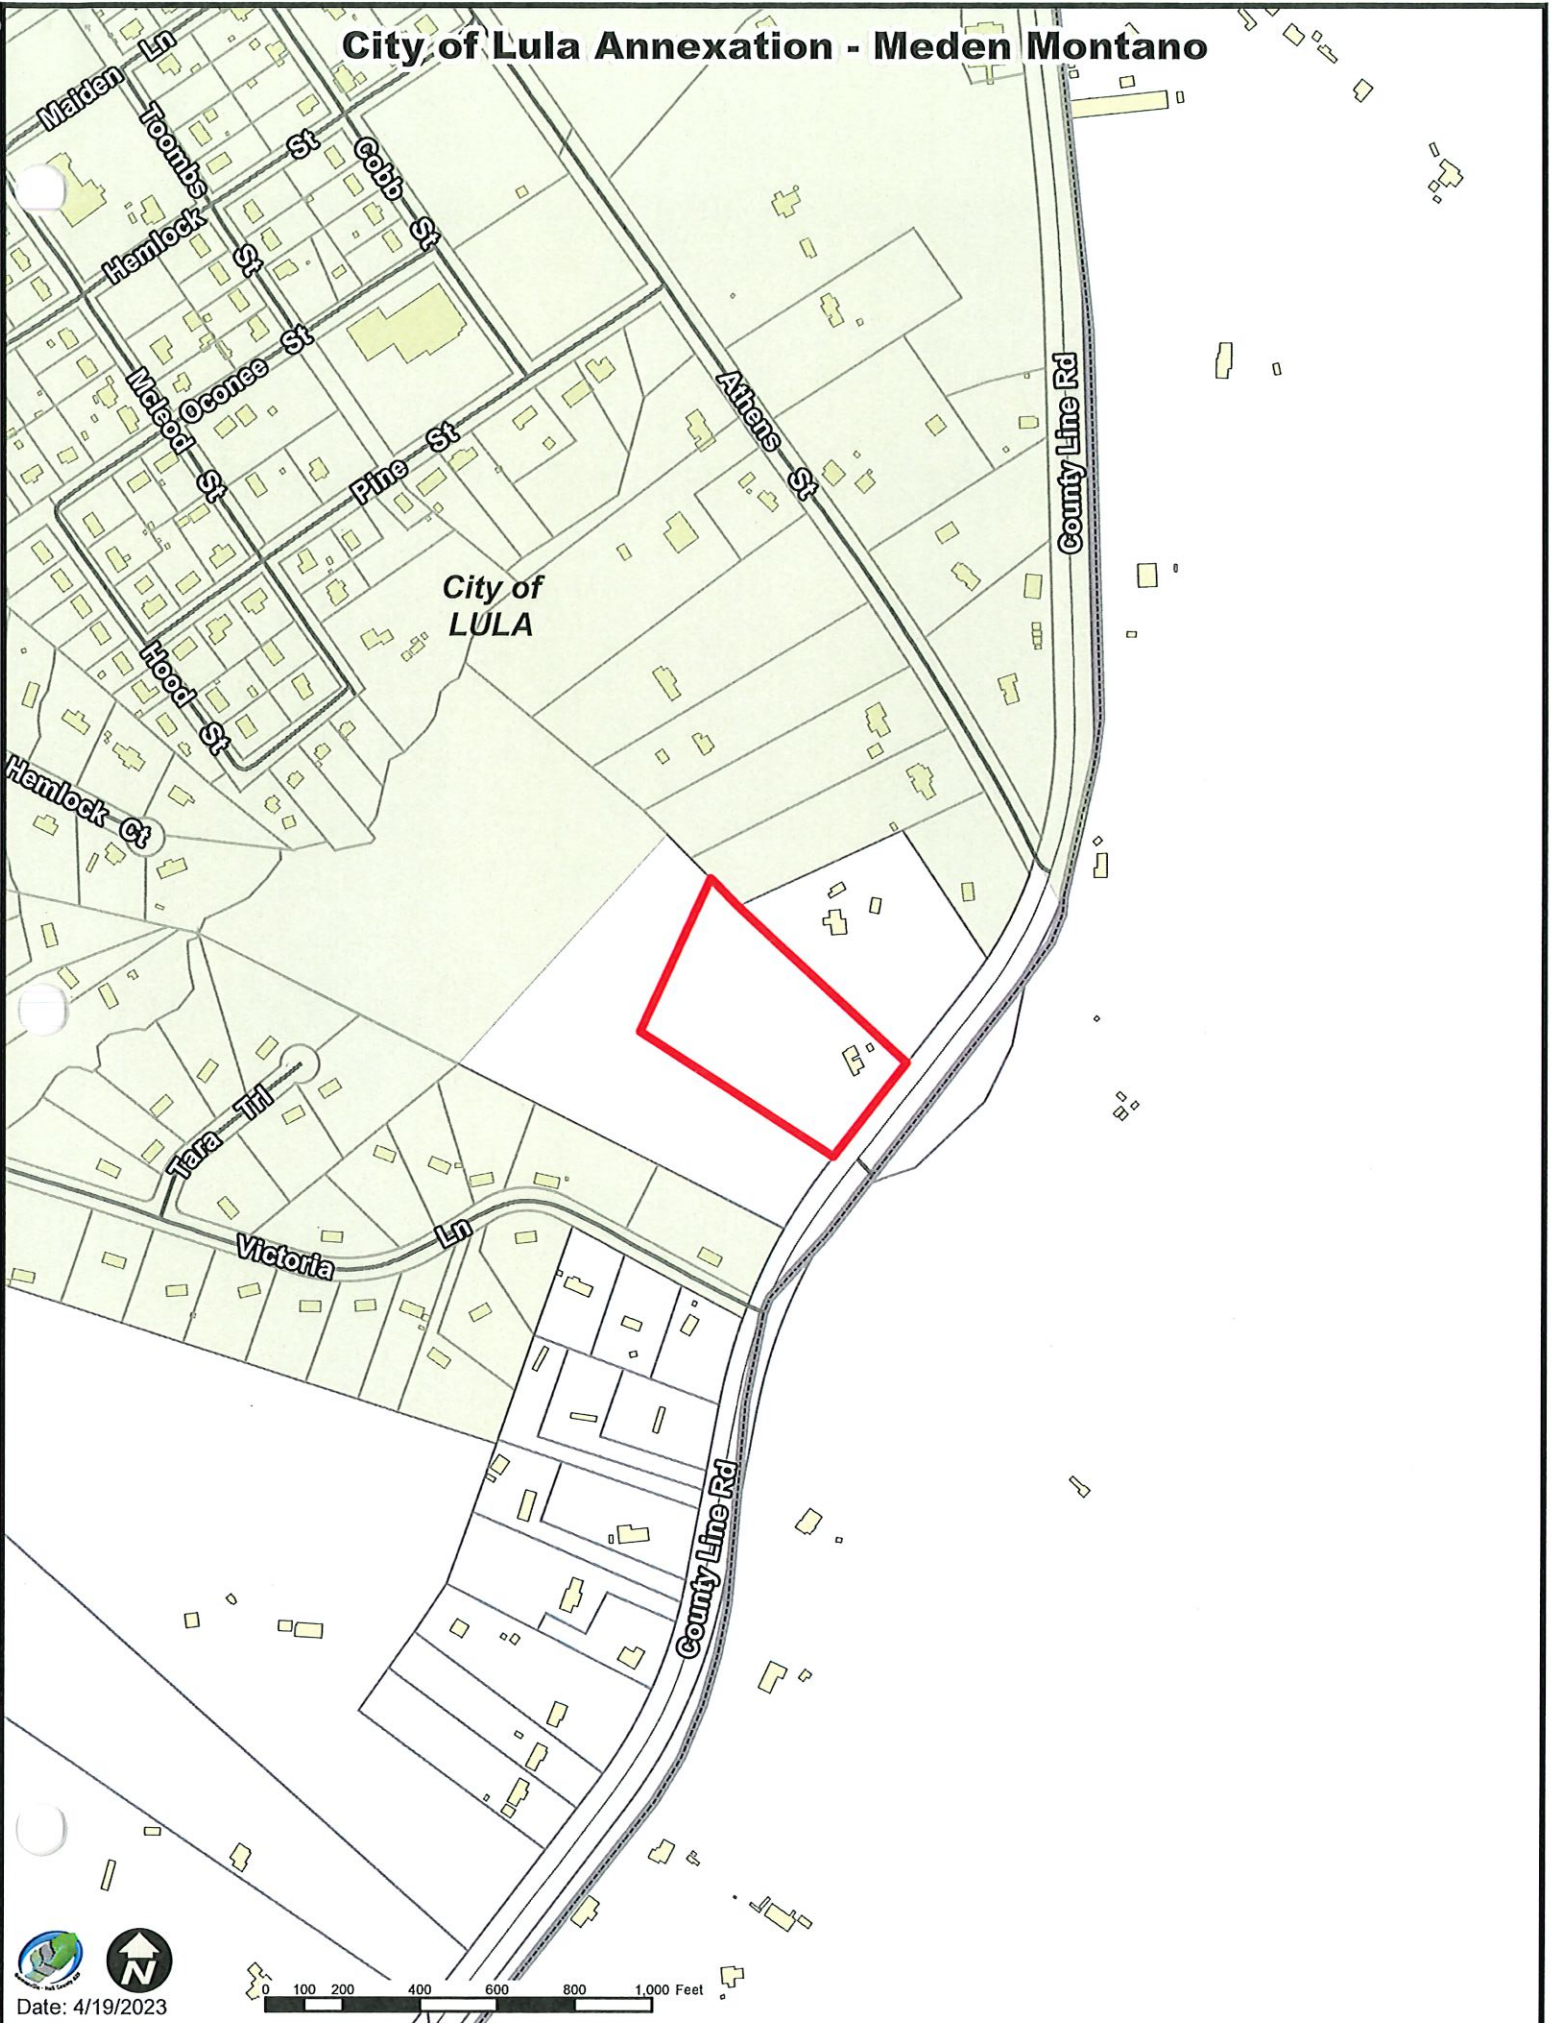 City of Lula Annexation - Meden Montano
Maiden Ln
Toombs St
Hemlock St
Cobb St
Oconee St
Mcleod St
Pine St
Athens St
County Line Rd
City of
LULA
Hood St
Hemlock Ct
Tara Trl
Victoria Ln
County Line Rd
0 100 200 400 600 800 1,000 Feet
N
Date: 4/19/2023